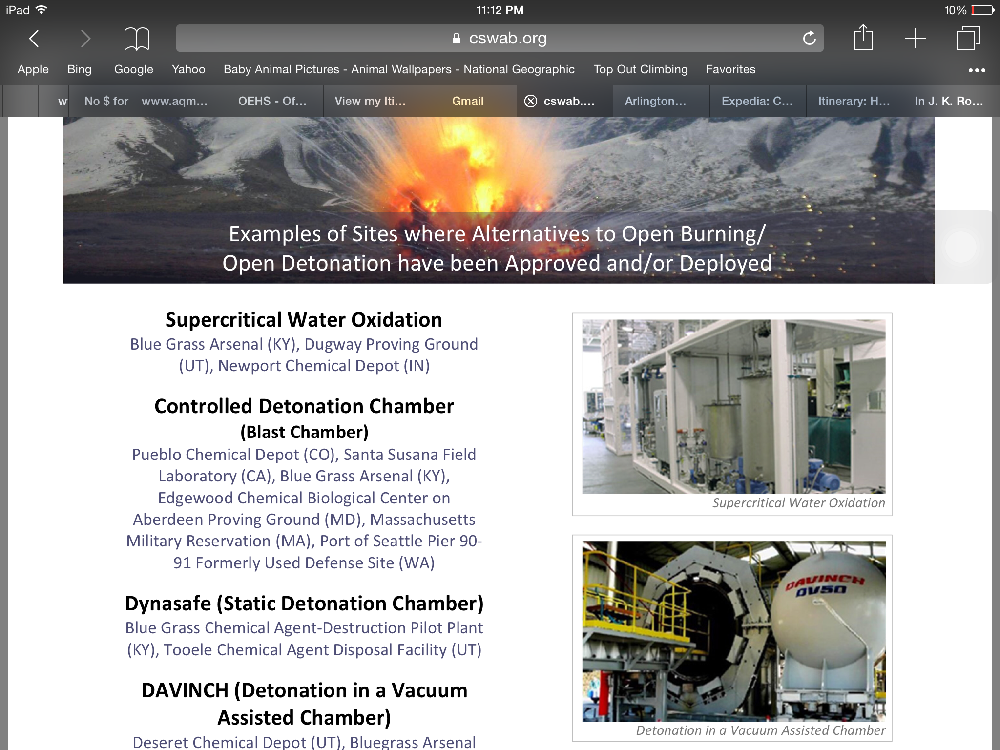 iPad
11:12 PM
10%
cswab.org
Apple
Bing
Google
Yahoo
Baby Animal Pictures - Animal Wallpapers - National Geographic
Top Out Climbing
Favorites
No $ for
www.aqm...
OEHS - Of...
View my Iti...
Gmail
cswab....
Arlington...
Expedia: C...
Itinerary: H...
In J. K. Ro...
Examples of Sites where Alternatives to Open Burning/
Open Detonation have been Approved and/or Deployed
Supercritical Water Oxidation
Blue Grass Arsenal (KY), Dugway Proving Ground
(UT), Newport Chemical Depot (IN)
Controlled Detonation Chamber
(Blast Chamber)
Pueblo Chemical Depot (CO), Santa Susana Field
Laboratory (CA), Blue Grass Arsenal (KY),
Edgewood Chemical Biological Center on
Aberdeen Proving Ground (MD), Massachusetts
Military Reservation (MA), Port of Seattle Pier 90-
91 Formerly Used Defense Site (WA)
Dynasafe (Static Detonation Chamber)
Blue Grass Chemical Agent-Destruction Pilot Plant
(KY), Tooele Chemical Agent Disposal Facility (UT)
DAVINCH (Detonation in a Vacuum
Assisted Chamber)
Deseret Chemical Depot (UT), Bluegrass Arsenal
Supercritical Water Oxidation
DAVINCH
DV50
Detonation in a Vacuum Assisted Chamber